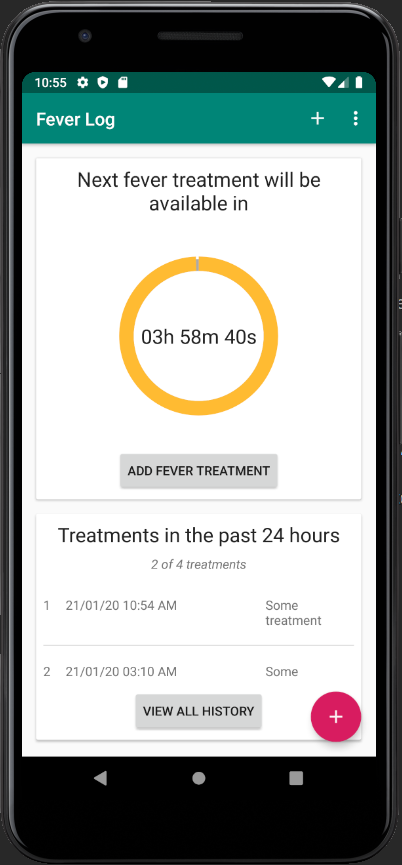 10:55
Fever Log
Next fever treatment will be
available in
03h 58m 40s
ADD FEVER TREATMENT
Treatments in the past 24 hours
2 of 4 treatments
1 21/01/20 10:54 AM Some
treatment
2 21/01/20 03:10 AM Some
VIEW ALL HISTORY